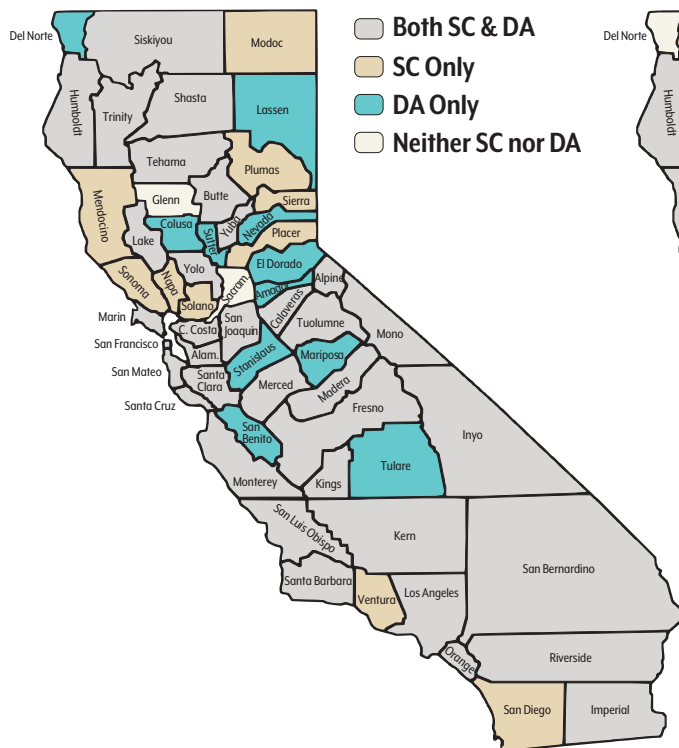 Both SC & DA
SC Only
DA Only
Neither SC nor DA
Del Norte
Siskiyou
Modoc
Humboldt
Trinity
Shasta
Lassen
Tehama
Plumas
Mendocino
Glenn
Butte
Sierra
Colusa
Sutter
Yuba
Nevada
Lake
Placer
Yolo
El Dorado
Sonoma
Napa
Sacram.
Amador
Alpine
Solano
Calaveras
Marin
C. Costa
San
Joaquin
Tuolumne
Mono
San Francisco
Alam.
Stanislaus
Mariposa
San Mateo
Santa
Clara
Merced
Madera
Santa Cruz
Fresno
San
Benito
Inyo
Monterey
Kings
Tulare
San Luis Obispo
Kern
San Bernardino
Santa Barbara
Ventura
Los Angeles
Orange
Riverside
San Diego
Imperial
Del Norte
Humboldt